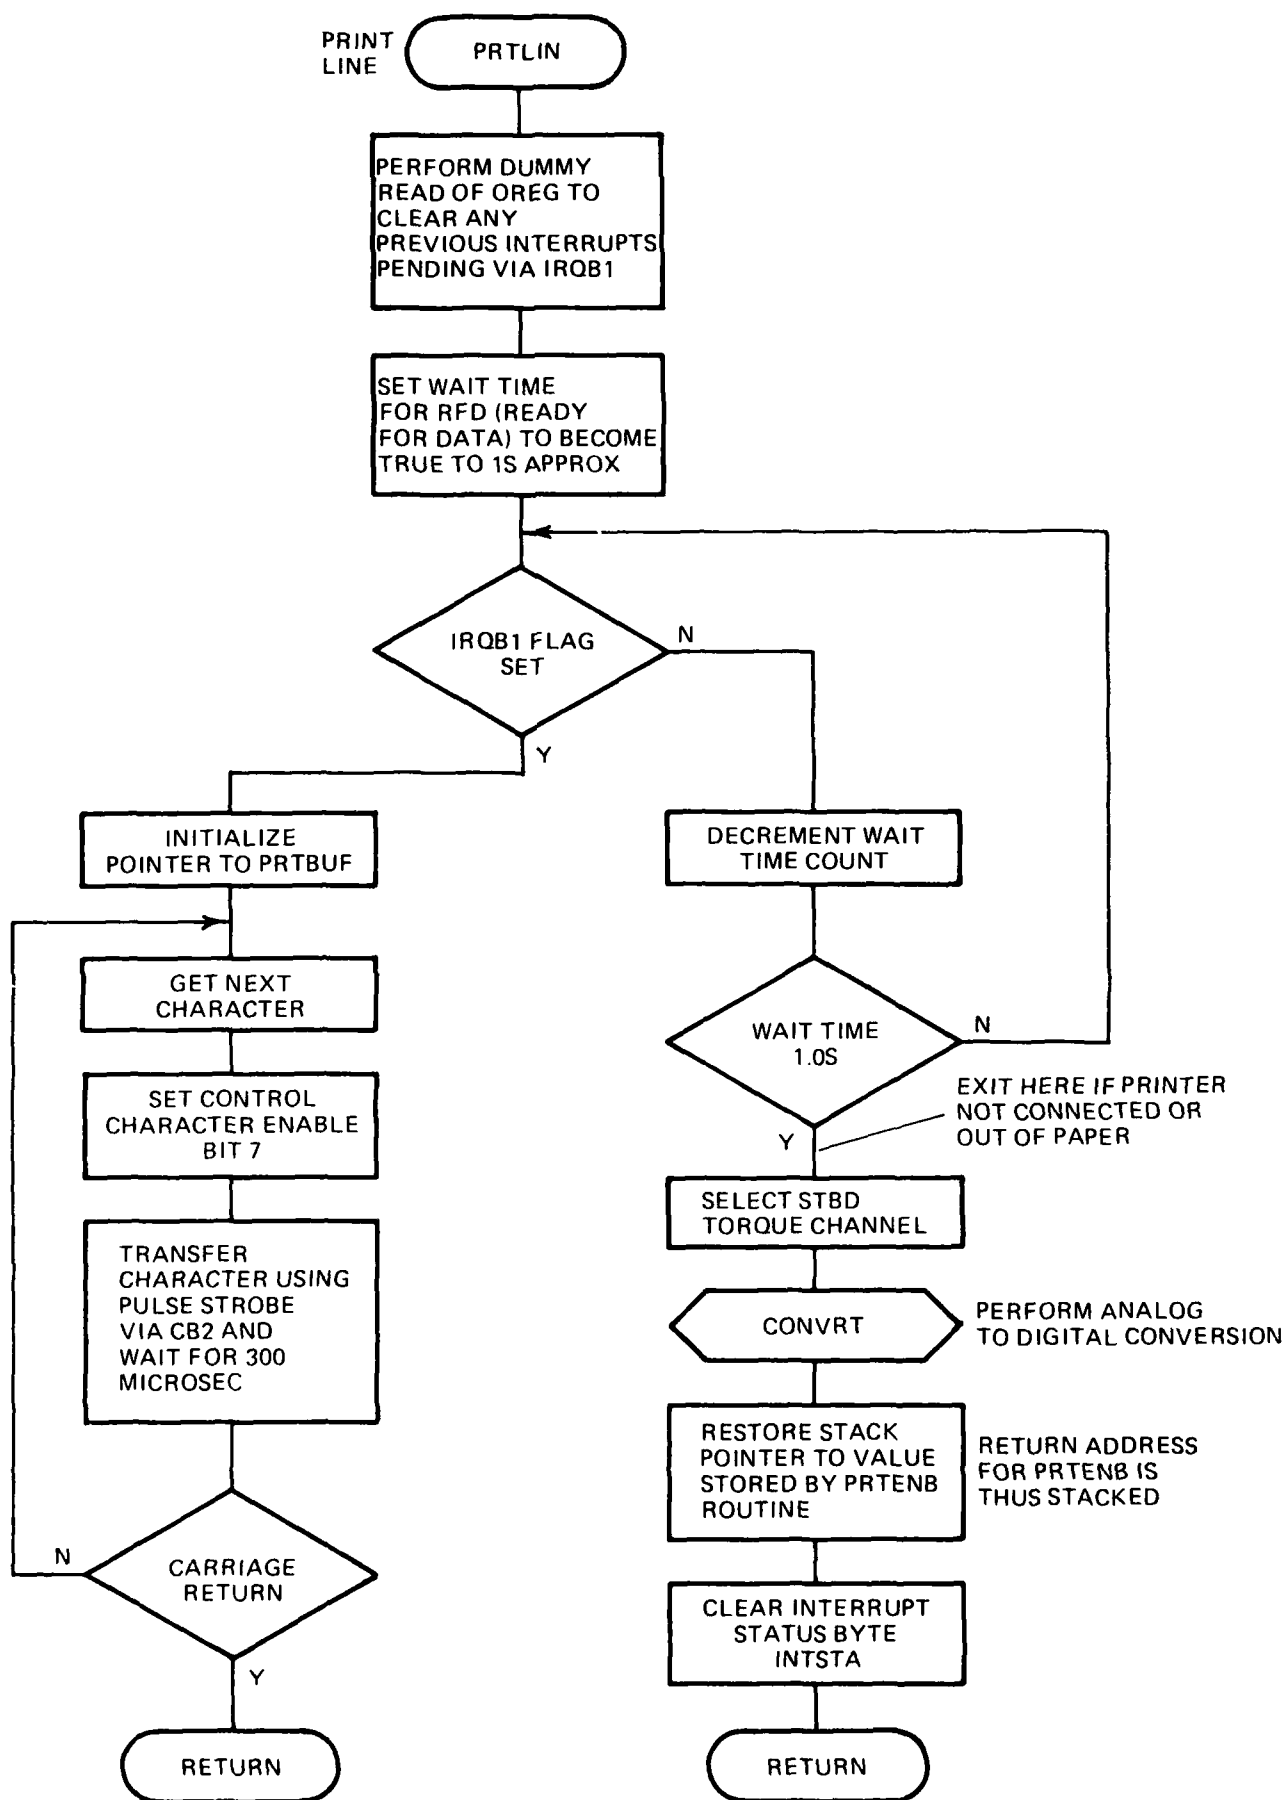 PRINT
LINE
PRTLIN
PERFORM DUMMY
READ OF OREG TO
CLEAR ANY
PREVIOUS INTERRUPTS
PENDING VIA IRQB1
SET WAIT TIME
FOR RFD (READY
FOR DATA) TO BECOME
TRUE TO 1S APPROX
IRQB1 FLAG
SET
N
Y
INITIALIZE
POINTER TO PRTBUF
GET NEXT
CHARACTER
SET CONTROL
CHARACTER ENABLE
BIT 7
TRANSFER
CHARACTER USING
PULSE STROBE
VIA CB2 AND
WAIT FOR 300
MICROSEC
CARRIAGE
RETURN
N
Y
RETURN
DECREMENT WAIT
TIME COUNT
WAIT TIME
1.0S
N
Y
EXIT HERE IF PRINTER
NOT CONNECTED OR
OUT OF PAPER
SELECT STBD
TORQUE CHANNEL
CONVRT
PERFORM ANALOG
TO DIGITAL CONVERSION
RESTORE STACK
POINTER TO VALUE
STORED BY PRTENB
ROUTINE
RETURN ADDRESS
FOR PRTENB IS
THUS STACKED
CLEAR INTERRUPT
STATUS BYTE
INTSTA
RETURN